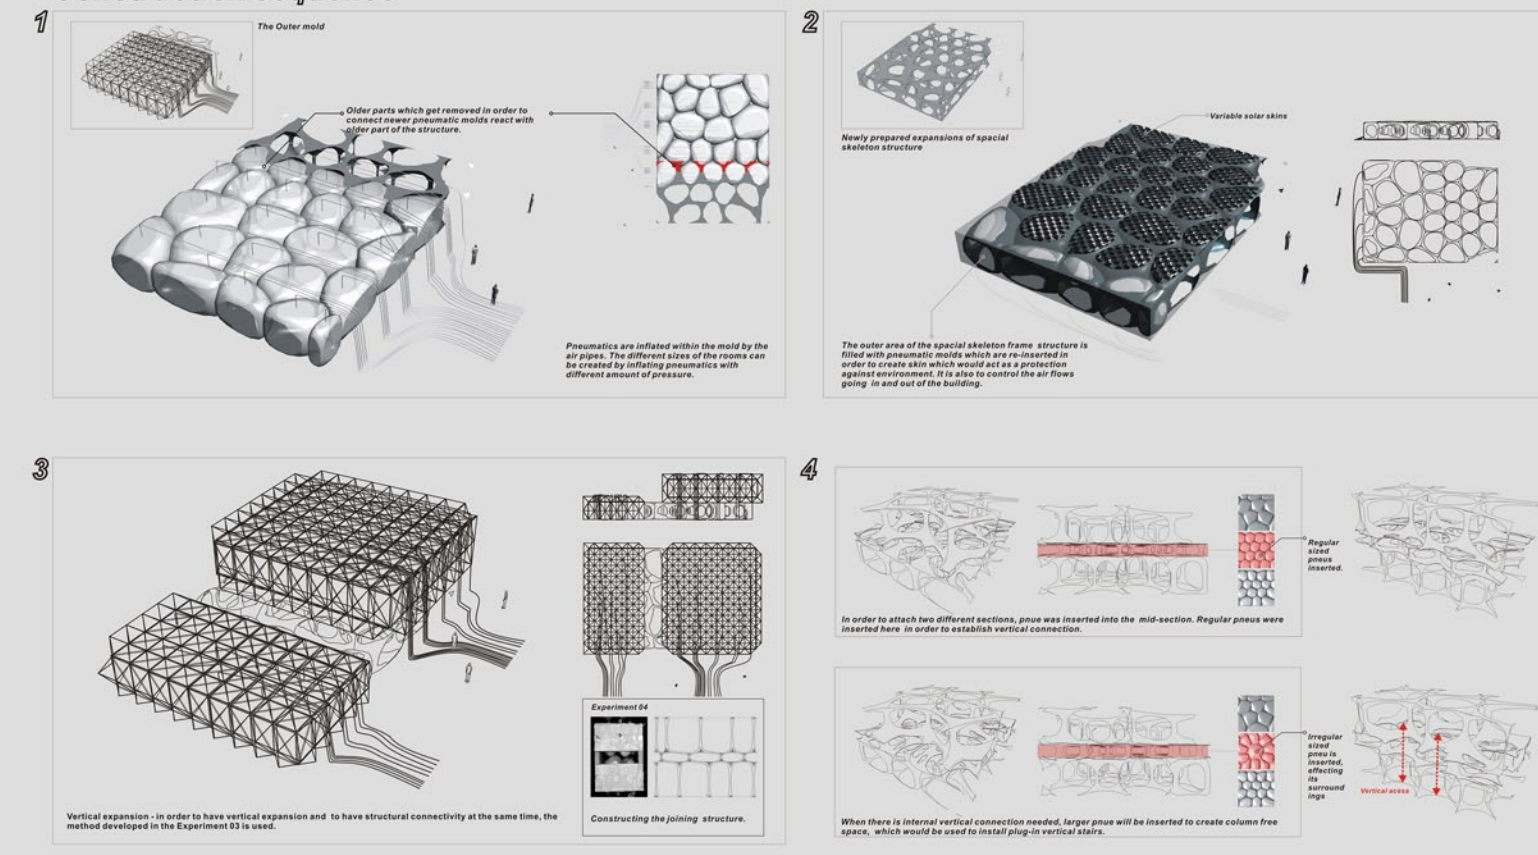 1
The Outer mold
Older parts which get removed in order to
connect newer pneumatic molds react with
older part of the structure.
Pneumatics are inflated within the mold by the
air pipes. The different sizes of the rooms can
be created by inflating pneumatics with
different amount of pressure.
2
Newly prepared expansions of spacial
skeleton structure
Variable solar skins
The outer area of the spacial skeleton frame structure is
filled with pneumatic molds which are re-inserted in
order to create skin which would act as a protection
against environment. It is also to control the air flows
going in and out of the building.
3
Experiment 04
Constructing the joining structure.
Vertical expansion - in order to have vertical expansion and to have structural connectivity at the same time, the
method developed in the Experiment 03 is used.
4
Regular
sized
pneus
inserted.
In order to attach two different sections, pnue was inserted into the mid-section. Regular pneus were
inserted here in order to establish vertical connection.
Irregular
sized
pneu is
inserted,
effecting
its
surround
ings
Vertical acess
When there is internal vertical connection needed, larger pnue will be inserted to create column free
space, which would be used to install plug-in vertical stairs.